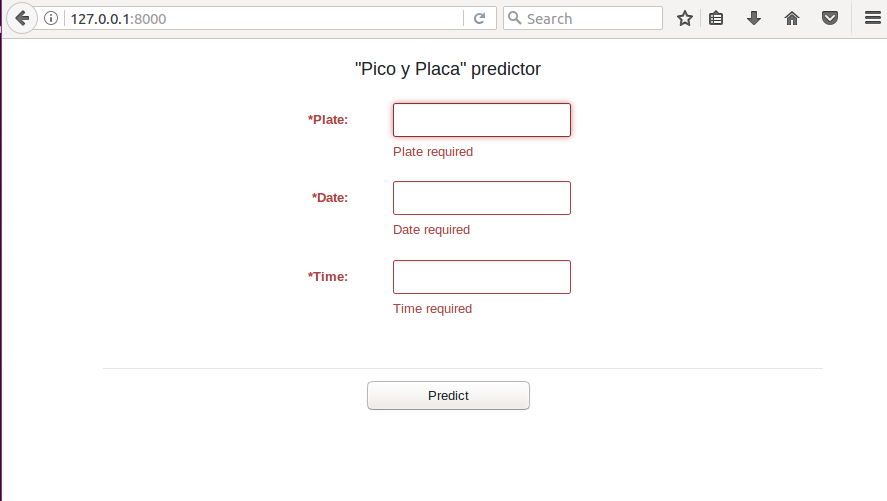 127.0.0.1:8000
Search
"Pico y Placa" predictor
*Plate:
Plate required
*Date:
Date required
*Time:
Time required
Predict